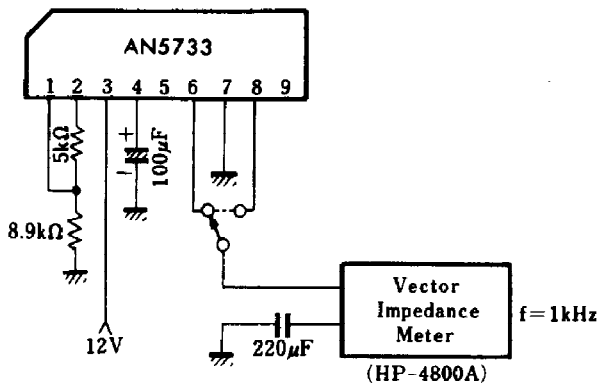 AN5733
1 2 3 4 5 6 7 8 9
5kΩ
+
−
100μF
8.9kΩ
12V
220μF
Vector
Impedance
Meter
f=1kHz
(HP-4800A)